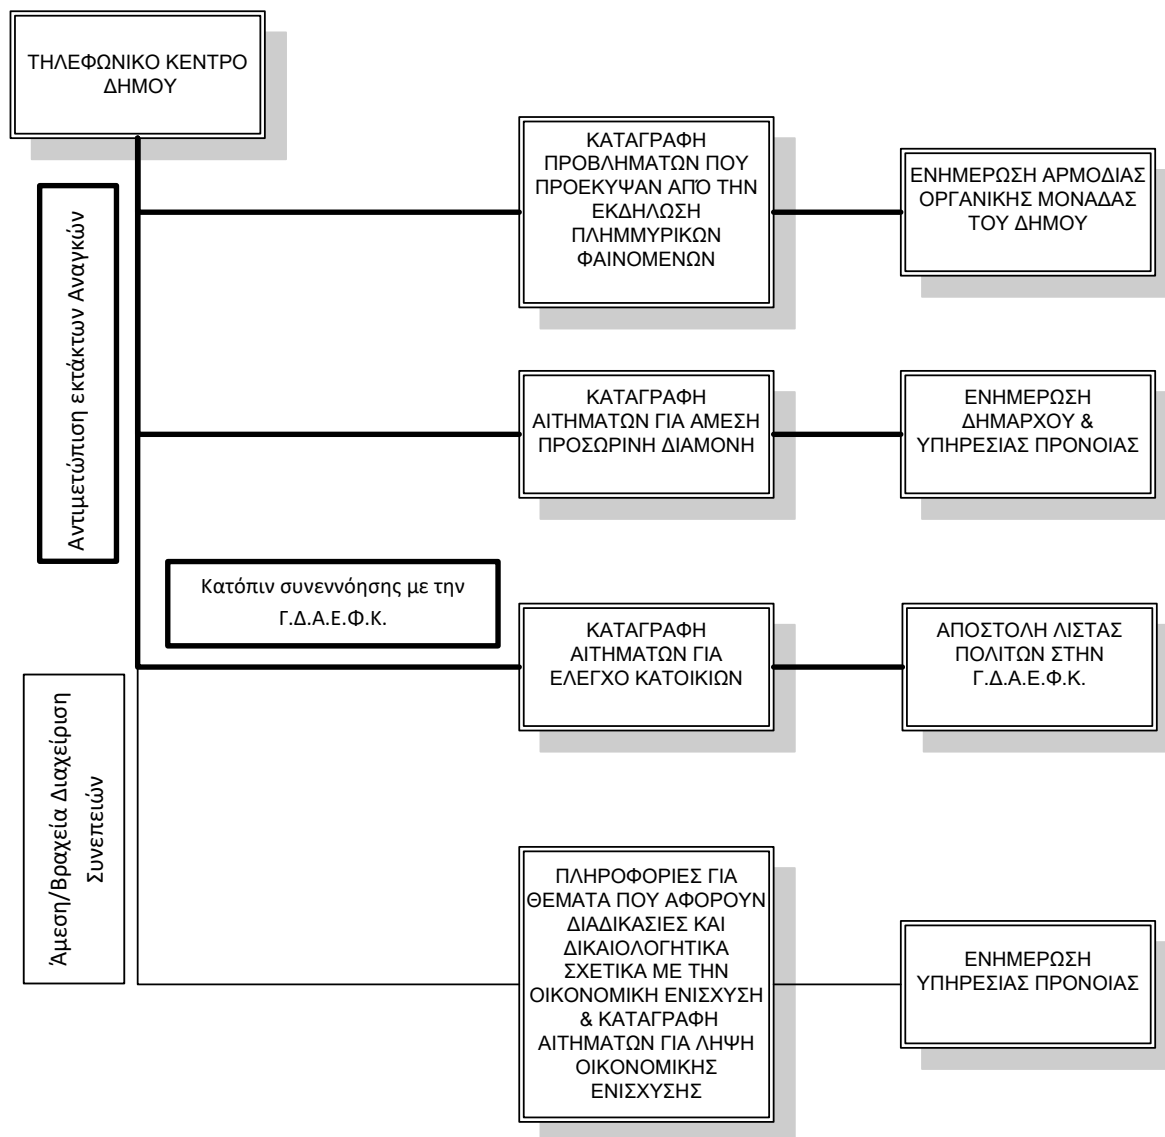 ΤΗΛΕΦΩΝΙΚΟ ΚΕΝΤΡΟ
ΔΗΜΟΥ
ΚΑΤΑΓΡΑΦΗ
ΠΡΟΒΛΗΜΑΤΩΝ ΠΟΥ
ΠΡΟΕΚΥΨΑΝ ΑΠΌ ΤΗΝ
ΕΚΔΗΛΩΣΗ
ΠΛΗΜΜΥΡΙΚΩΝ
ΦΑΙΝΟΜΕΝΩΝ
ΕΝΗΜΕΡΩΣΗ ΑΡΜΟΔΙΑΣ
ΟΡΓΑΝΙΚΗΣ ΜΟΝΑΔΑΣ
ΤΟΥ ΔΗΜΟΥ
Αντιμετώπιση εκτάκτων Αναγκών
ΚΑΤΑΓΡΑΦΗ
ΑΙΤΗΜΑΤΩΝ ΓΙΑ ΑΜΕΣΗ
ΠΡΟΣΩΡΙΝΗ ΔΙΑΜΟΝΗ
ΕΝΗΜΕΡΩΣΗ
ΔΗΜΑΡΧΟΥ &
ΥΠΗΡΕΣΙΑΣ ΠΡΟΝΟΙΑΣ
Κατόπιν συνεννόησης με την
Γ.Δ.Α.Ε.Φ.Κ.
ΚΑΤΑΓΡΑΦΗ
ΑΙΤΗΜΑΤΩΝ ΓΙΑ
ΕΛΕΓΧΟ ΚΑΤΟΙΚΙΩΝ
ΑΠΟΣΤΟΛΗ ΛΙΣΤΑΣ
ΠΟΛΙΤΩΝ ΣΤΗΝ
Γ.Δ.Α.Ε.Φ.Κ.
Άμεση/Βραχεία Διαχείριση
Συνεπειών
ΠΛΗΡΟΦΟΡΙΕΣ ΓΙΑ
ΘΕΜΑΤΑ ΠΟΥ ΑΦΟΡΟΥΝ
ΔΙΑΔΙΚΑΣΙΕΣ ΚΑΙ
ΔΙΚΑΙΟΛΟΓΗΤΙΚΑ
ΣΧΕΤΙΚΑ ΜΕ ΤΗΝ
ΟΙΚΟΝΟΜΙΚΗ ΕΝΙΣΧΥΣΗ
& ΚΑΤΑΓΡΑΦΗ
ΑΙΤΗΜΑΤΩΝ ΓΙΑ ΛΗΨΗ
ΟΙΚΟΝΟΜΙΚΗΣ
ΕΝΙΣΧΥΣΗΣ
ΕΝΗΜΕΡΩΣΗ
ΥΠΗΡΕΣΙΑΣ ΠΡΟΝΟΙΑΣ